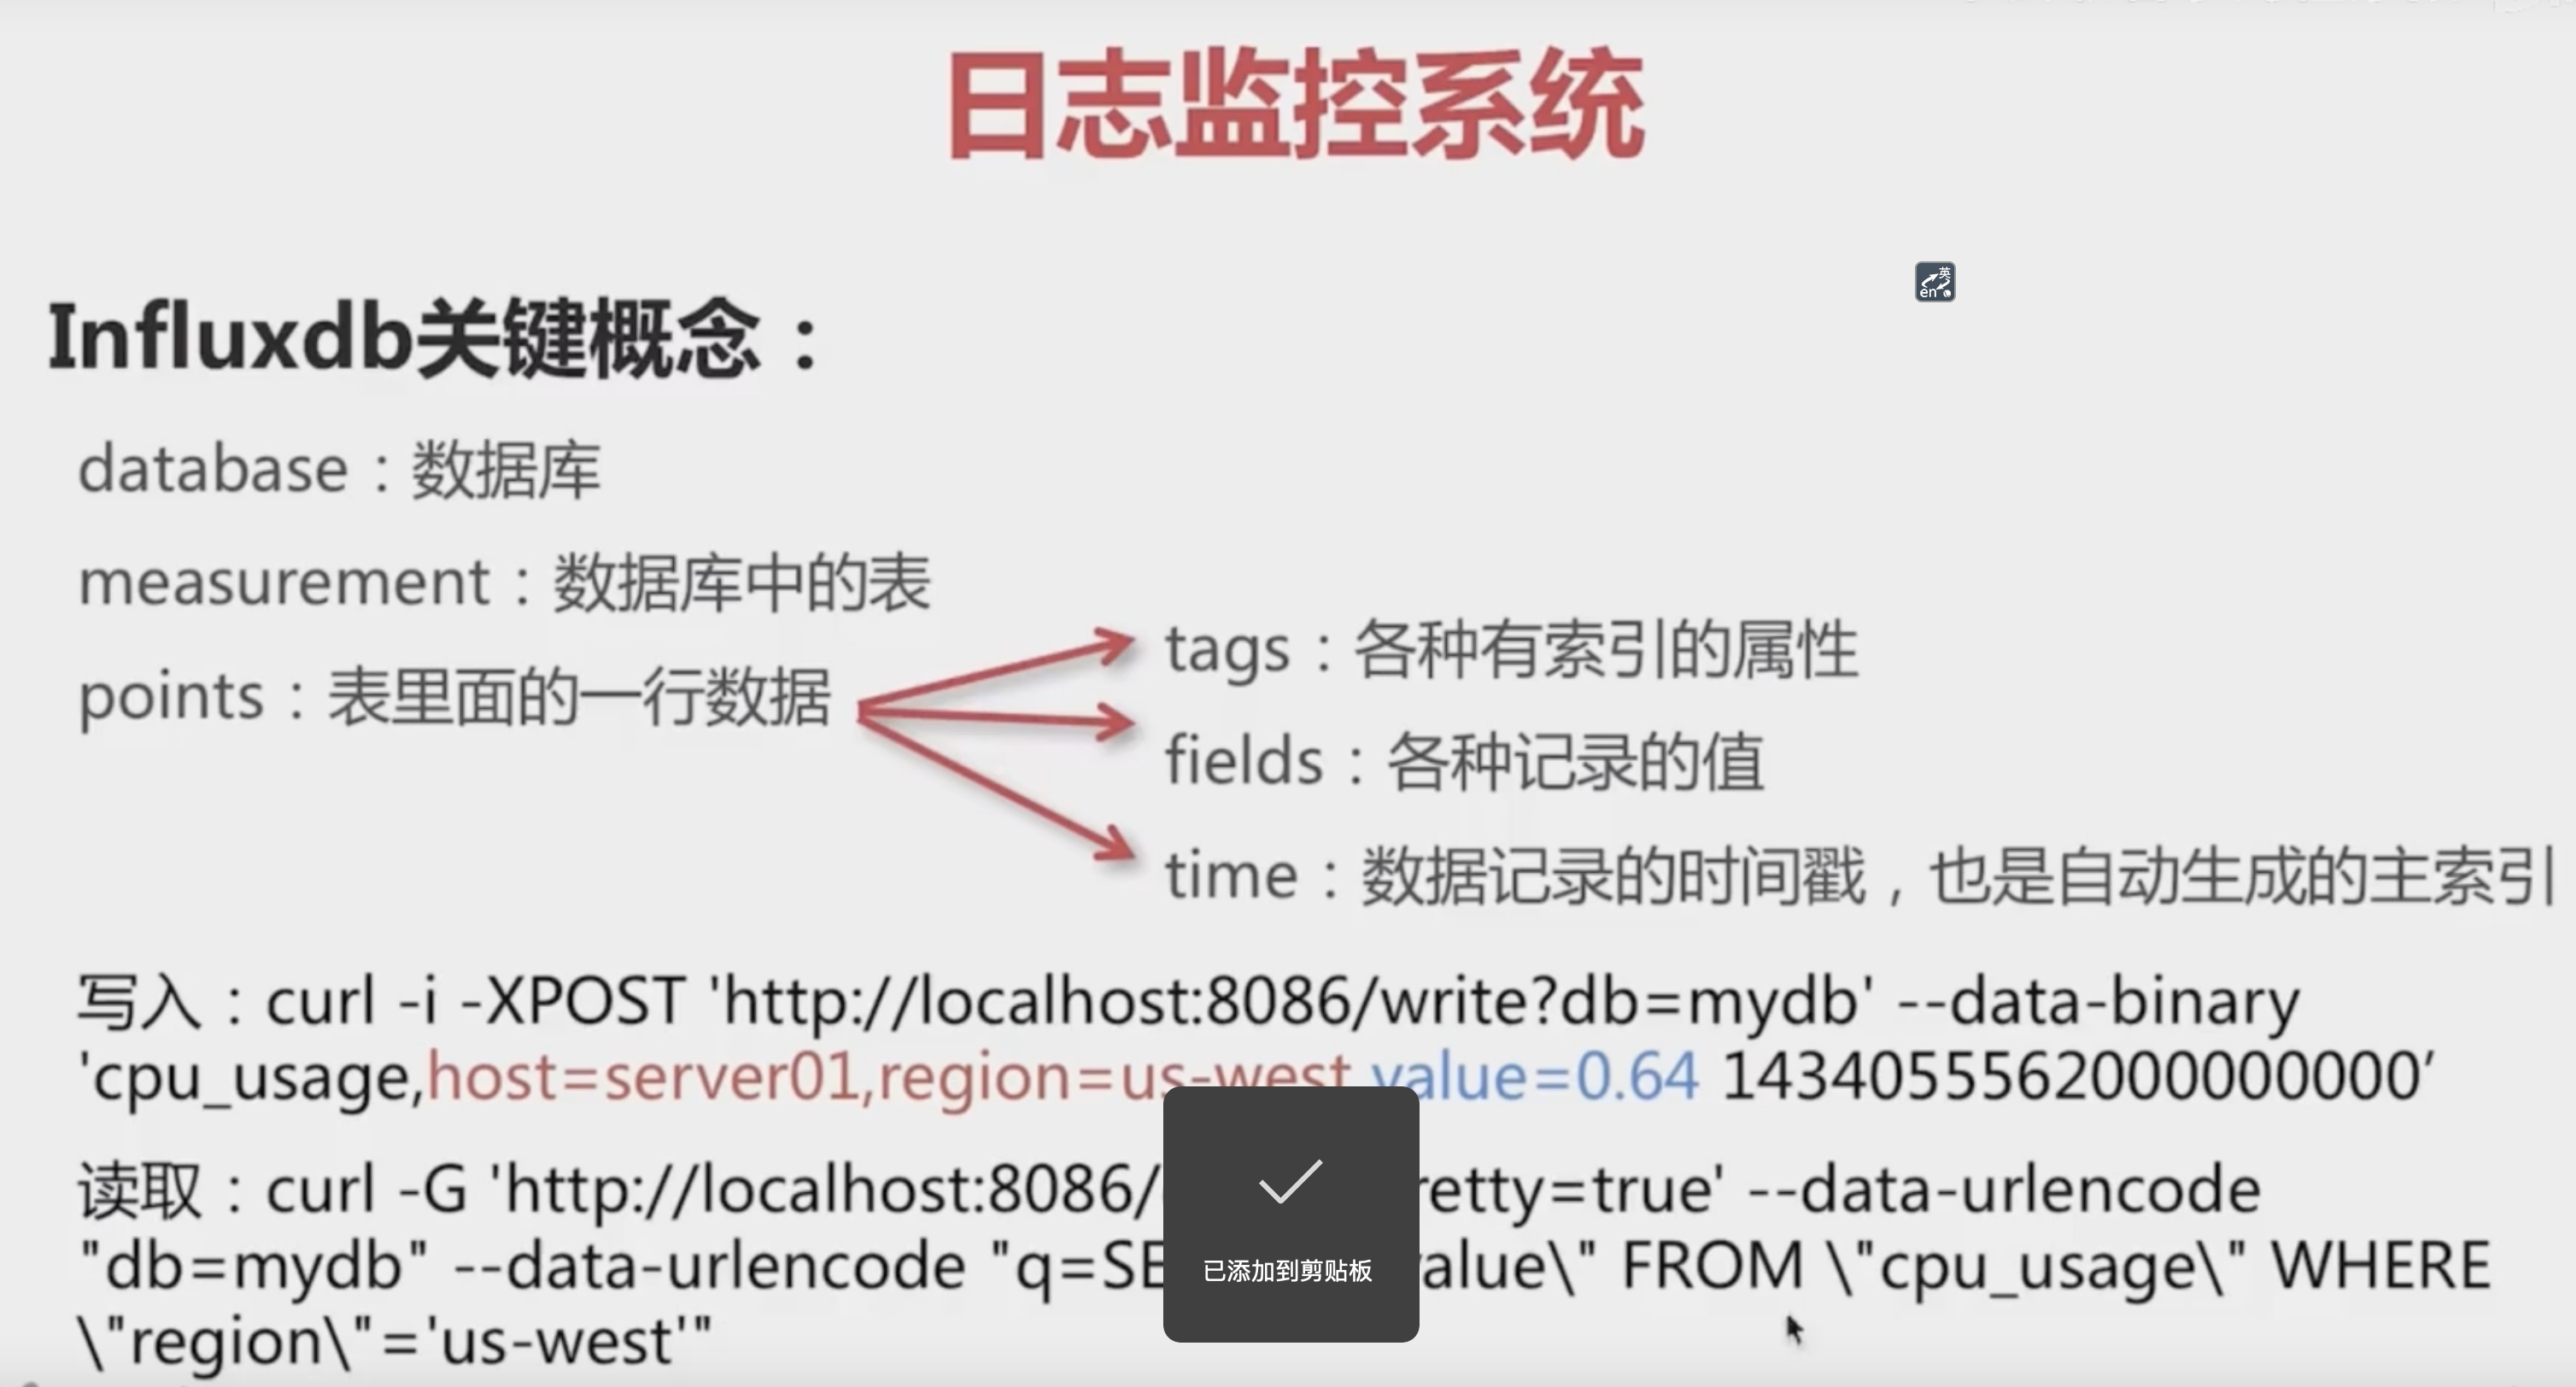 日志监控系统
英
en
Influxdb关键概念：
database：数据库
measurement：数据库中的表
points：表里面的一行数据
tags：各种有索引的属性
fields：各种记录的值
time：数据记录的时间戳，也是自动生成的主索引
写入：curl -i -XPOST 'http://localhost:8086/write?db=mydb' --data-binary
'cpu_usage,host=server01,region=us-west value=0.64 1434055562000000000’
读取：curl -G 'http://localhost:8086/ retty=true' --data-urlencode
"db=mydb" --data-urlencode "q=SE alue\" FROM \"cpu_usage\" WHERE
\"region\"='us-west'"
已添加到剪贴板